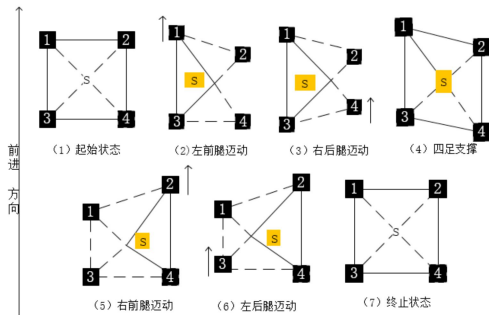 1 2
S
3 4
(1)起始状态
1
2
S
3 4
(2)左前腿迈动
1
2
S
4
3
(3)右后腿迈动
1
2
S
3
4
(4)四足支撑
前进 方向
2
1
S
3 4
(5)右前腿迈动
2
1
S
3
4
(6)左后腿迈动
1 2
S
3 4
(7)终止状态